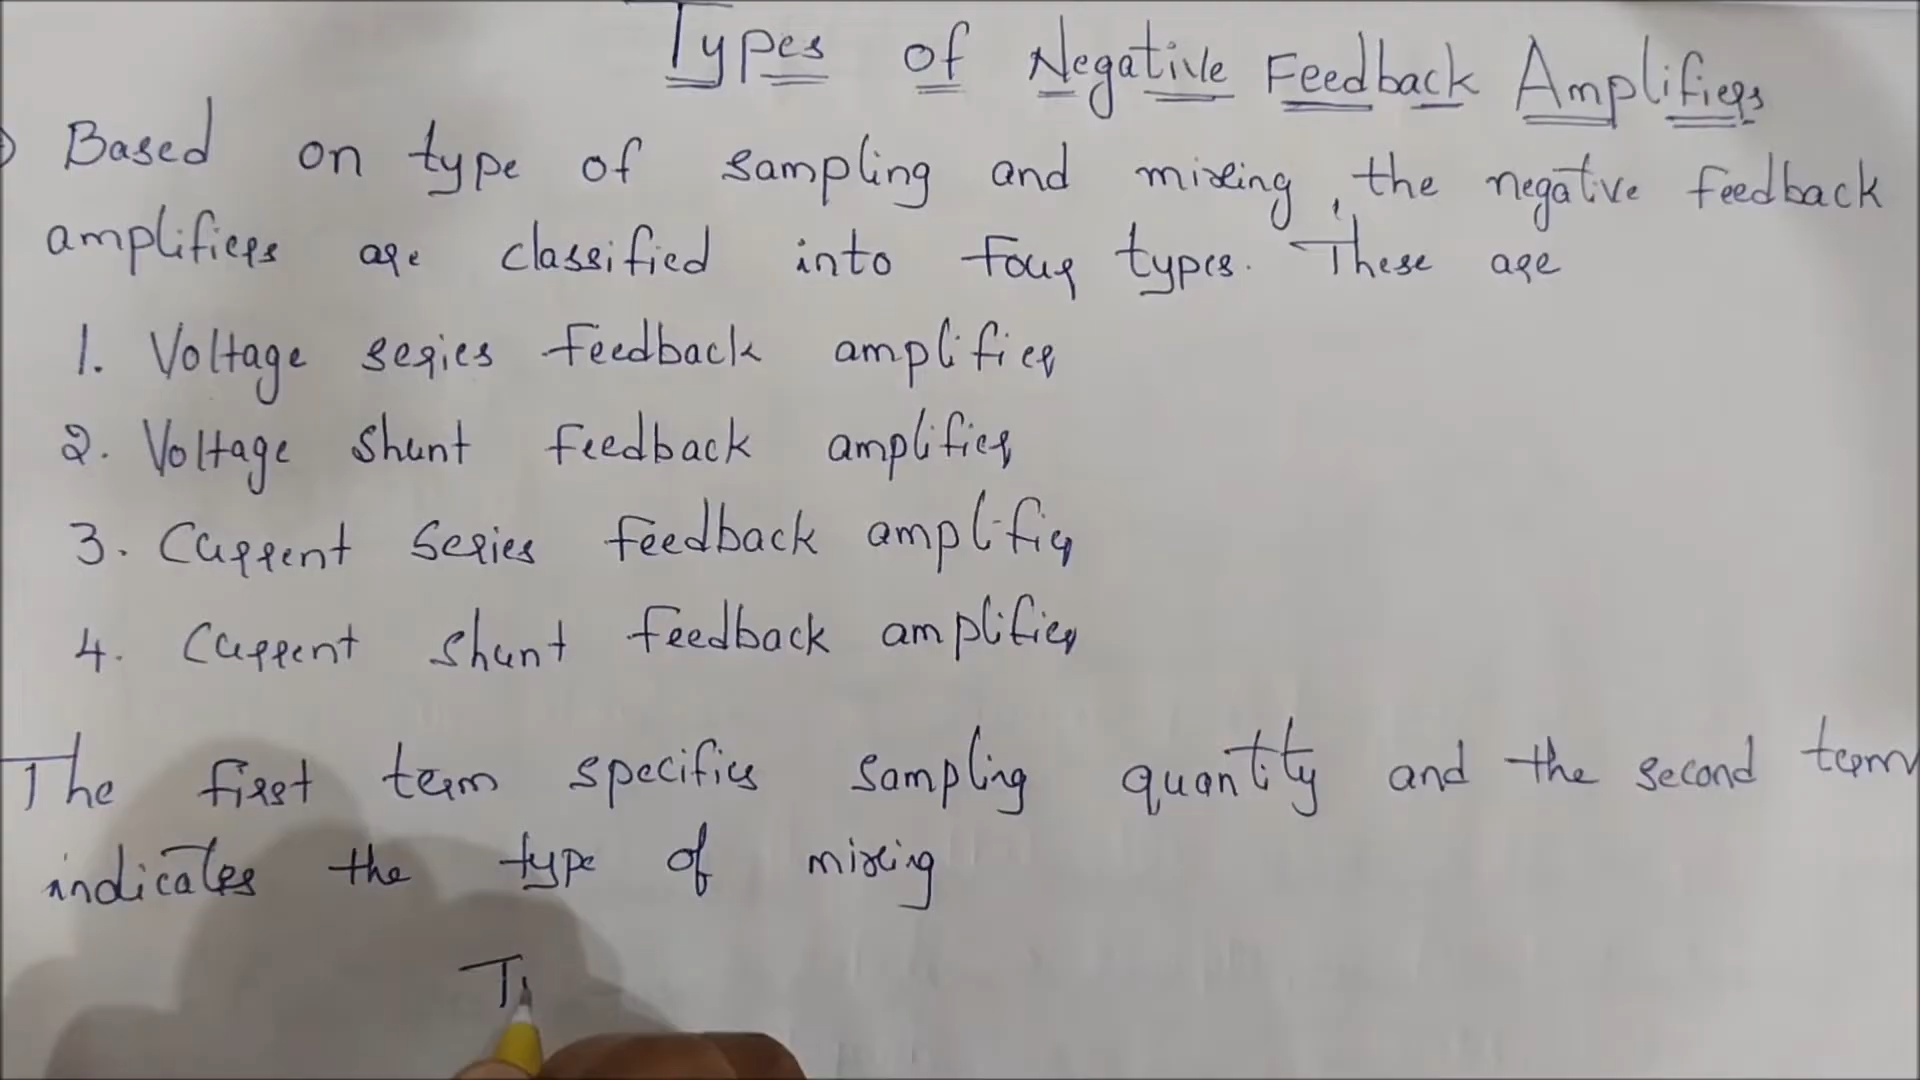 Types of Negative Feedback Amplifiers
Based on type of sampling and mixing, the negative feedback
amplifiers are classified into four types. These are
1. Voltage series feedback amplifier
2. Voltage shunt feedback amplifier
3. Current series feedback amplifier
4. Current shunt feedback amplifier
The first term specifies sampling quantity and the second term
indicates the type of mixing
T